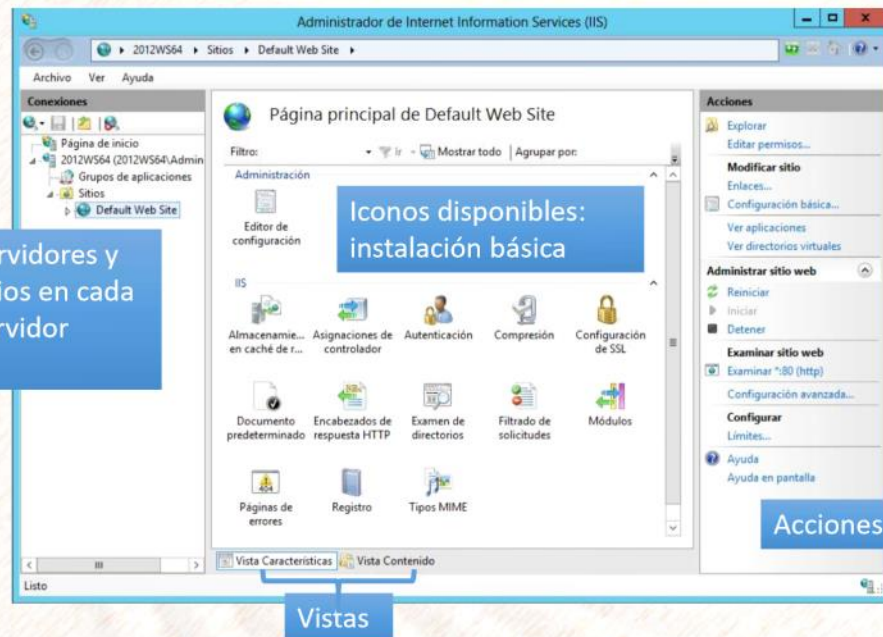 Administrador de Internet Information Services (IIS)
2012WS64 Sitios Default Web Site
Archivo Ver Ayuda
Conexiones
Página de inicio
2012WS64 (2012WS64\Admin
Grupos de aplicaciones
Sitios
Default Web Site
rvidores y
ios en cada
rvidor
Página principal de Default Web Site
Filtro: Ir Mostrar todo Agrupar por:
Administración
Editor de
configuración
Iconos disponibles:
instalación básica
IIS
Almacenamie...
en caché de r...
Asignaciones de
controlador
Autenticación
Compresión
Configuración
de SSL
Documento
predeterminado
Encabezados de
respuesta HTTP
Examen de
directorios
Filtrado de
solicitudes
Módulos
Páginas de
errores
Registro
Tipos MIME
Vista Características Vista Contenido
Vistas
Acciones
Explorar
Editar permisos...
Modificar sitio
Enlaces...
Configuración básica...
Ver aplicaciones
Ver directorios virtuales
Administrar sitio web
Reiniciar
Iniciar
Detener
Examinar sitio web
Examinar *:80 (http)
Configuración avanzada...
Configurar
Límites...
Ayuda
Ayuda en pantalla
Acciones
Listo